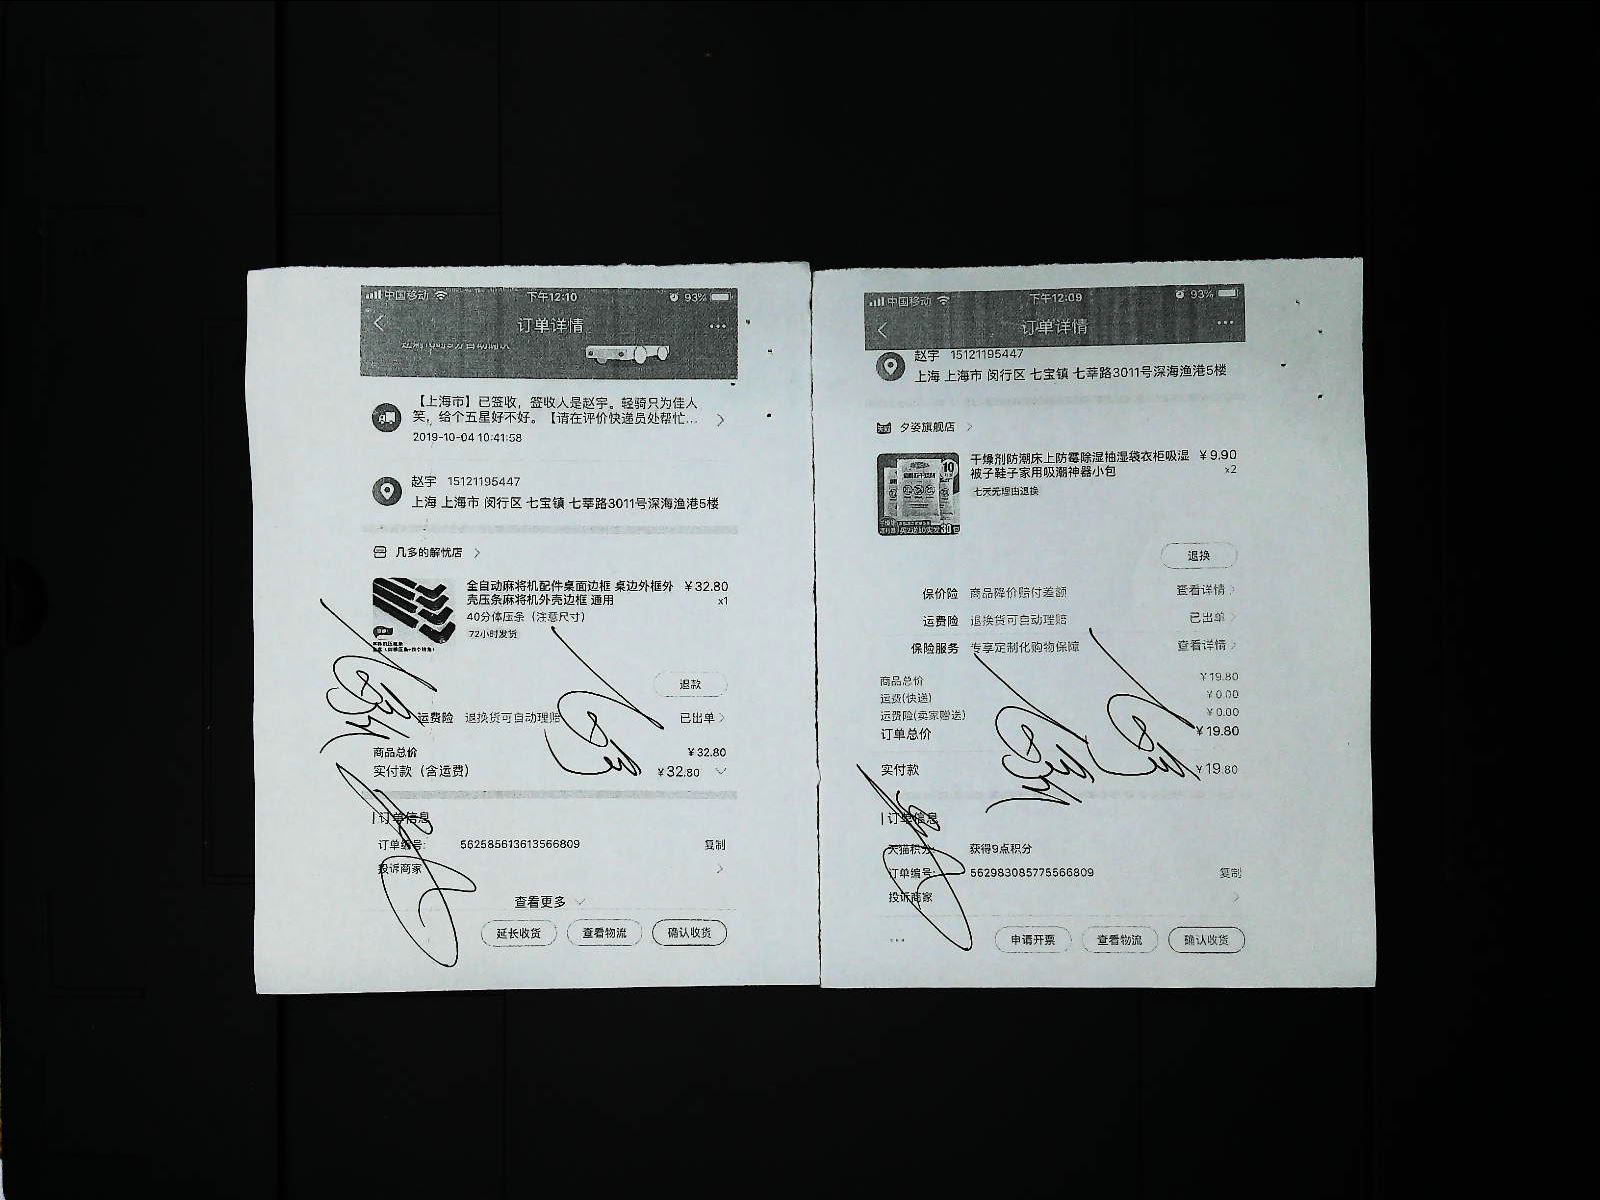 中国移动 下午12:10 93%
订单详情
【上海市】已签收，签收人是赵宇。轻骑只为佳人
笑，给个五星好不好。【请在评价快递员处帮忙...
2019-10-04 10:41:58
赵宇 15121195447
上海 上海市 闵行区 七宝镇 七莘路3011号深海渔港5楼
几多的解忧店
全自动麻将机配件桌面边框 桌边外框外 ￥32.80
壳压条麻将机外壳边框 通用 x1
40分体压条（注意尺寸）
72小时发货
退款
运费险 退换货可自动理赔 已出单
商品总价 ￥32.80
实付款（含运费） ￥32.80
订单信息
订单编号: 562585613613566809 复制
投诉商家
查看更多
延长收货 查看物流 确认收货
中国移动 下午12:09 93%
订单详情
赵宇 15121195447
上海 上海市 闵行区 七宝镇 七莘路3011号深海渔港5楼
夕姿旗舰店
干燥剂防潮床上防霉除湿抽湿袋衣柜吸湿 ￥9.90
被子鞋子家用吸潮神器小包 x2
七天无理由退换
退换
保价险 商品降价赔付差额 查看详情
运费险 退换货可自动理赔 已出单
保险服务 专享定制化购物保障 查看详情
商品总价 ￥19.80
运费(快递) ￥0.00
运费险(卖家赠送) ￥0.00
订单总价 ￥19.80
实付款 ￥19.80
订单信息
天猫积分: 获得9点积分
订单编号: 562983085775566809 复制
投诉商家
申请开票 查看物流 确认收货